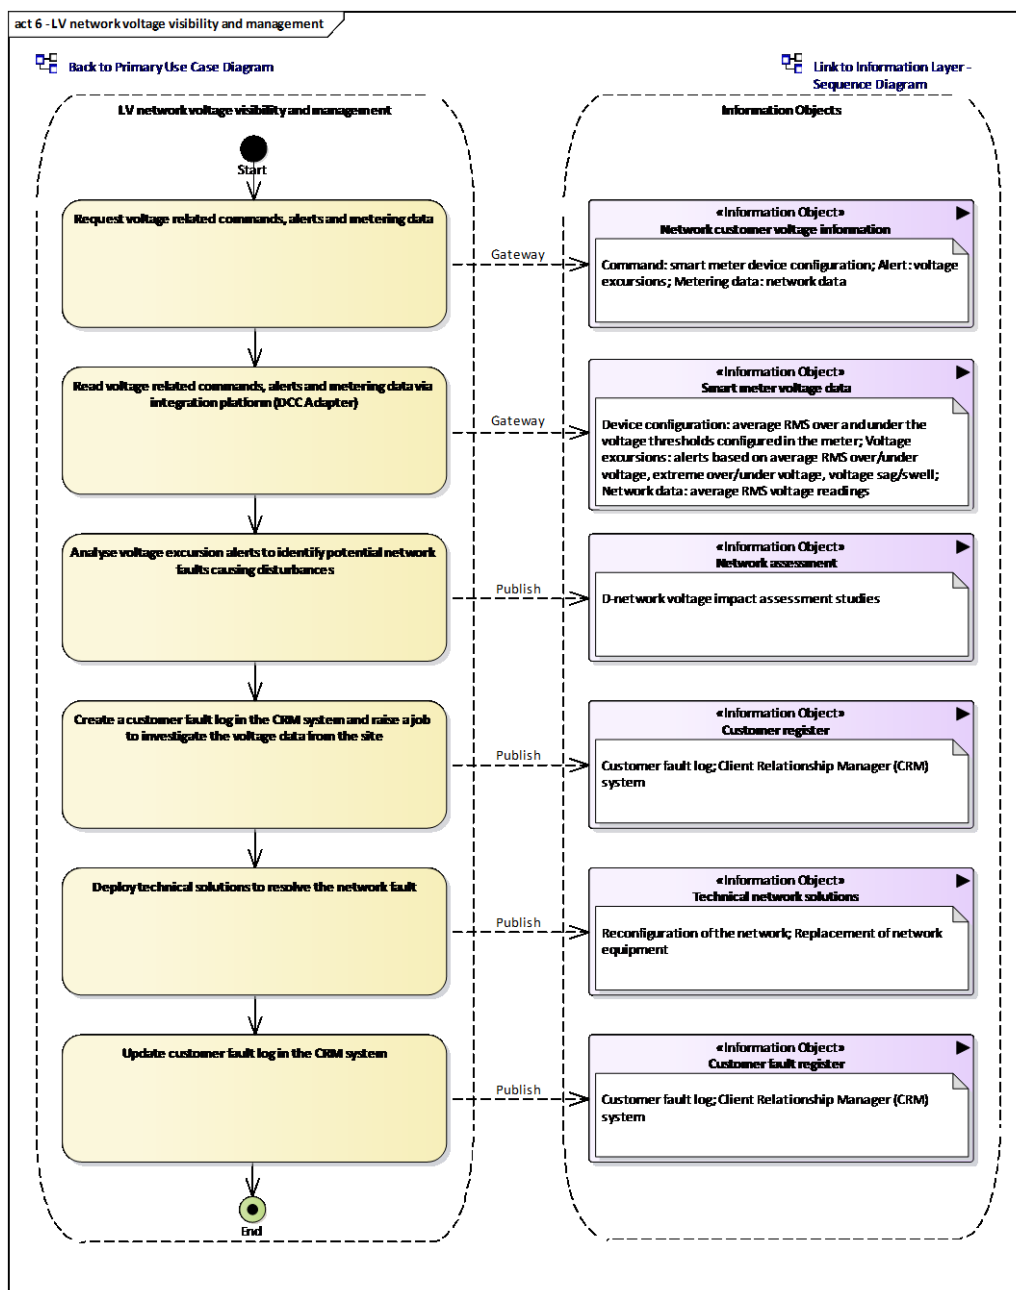 act 6 - LV network voltage visibility and management
Back to Primary Use Case Diagram
Link to Information Layer -
Sequence Diagram
LV network voltage visibility and management
Information Objects
Start
Request voltage related commands, alerts and metering data
Gateway
«Information Object»
Network customer voltage information
Command: smart meter device configuration; Alert: voltage
excursions; Metering data: network data
Read voltage related commands, alerts and metering data via
integration platform (DCC Adapter)
Gateway
«Information Object»
Smart meter voltage data
Device configuration: average RMS over and under the
voltage thresholds configured in the meter; Voltage
excursions: alerts based on average RMS over/under
voltage, extreme over/under voltage, voltage sag/swell;
Network data: average RMS voltage readings
Analyse voltage excursion alerts to identify potential network
faults causing disturbances
Publish
«Information Object»
Network assessment
D-network voltage impact assessment studies
Create a customer fault log in the CRM system and raise a job
to investigate the voltage data from the site
Publish
«Information Object»
Customer register
Customer fault log; Client Relationship Manager (CRM)
system
Deploy technical solutions to resolve the network fault
Publish
«Information Object»
Technical network solutions
Reconfiguration of the network; Replacement of network
equipment
Update customer fault log in the CRM system
Publish
«Information Object»
Customer fault register
Customer fault log; Client Relationship Manager (CRM)
system
End